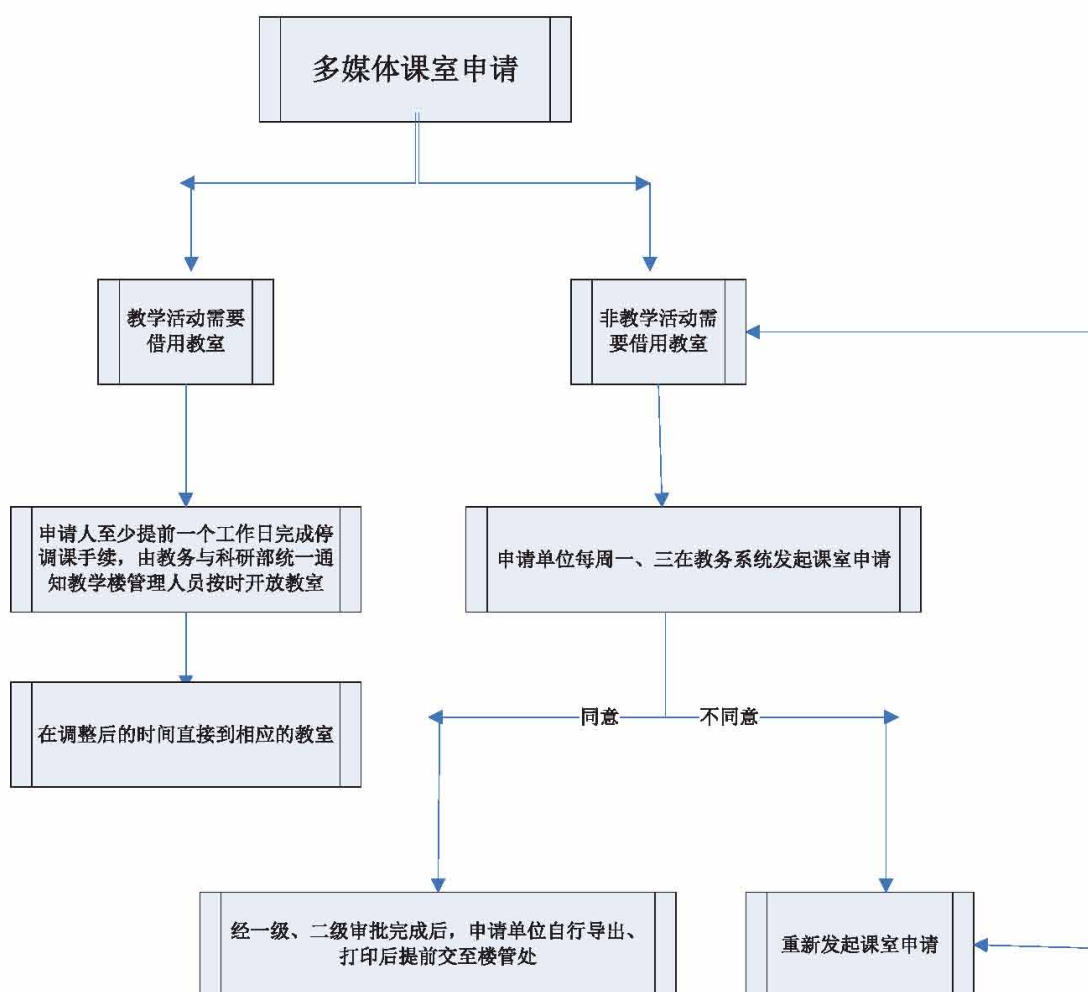 多媒体课室申请
教学活动需要
借用教室
非教学活动需
要借用教室
申请人至少提前一个工作日完成停
调课手续，由教务与科研部统一通
知教学楼管理人员按时开放教室
申请单位每周一、三在教务系统发起课室申请
在调整后的时间直接到相应的教室
同意
不同意
经一级、二级审批完成后，申请单位自行导出、
打印后提前交至楼管处
重新发起课室申请